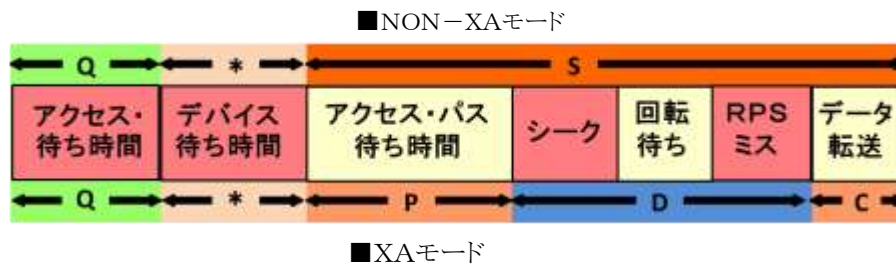 ■NON－XAモード
Q * S
アクセス・
待ち時間
デバイス
待ち時間
アクセス・パス
待ち時間
シーク
回転
待ち
RPS
ミス
データ
転送
Q * P D C
■XAモード